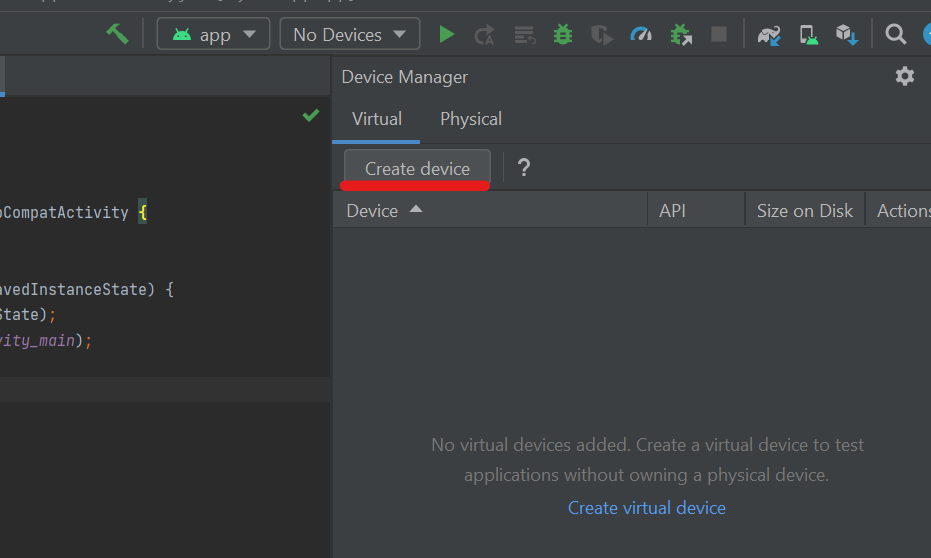 app
No Devices
Device Manager
Virtual
Physical
Create device
?
Device
API
Size on Disk
Actions
CompatActivity {
avedInstanceState) {
State);
vity_main);
No virtual devices added. Create a virtual device to test
applications without owning a physical device.
Create virtual device